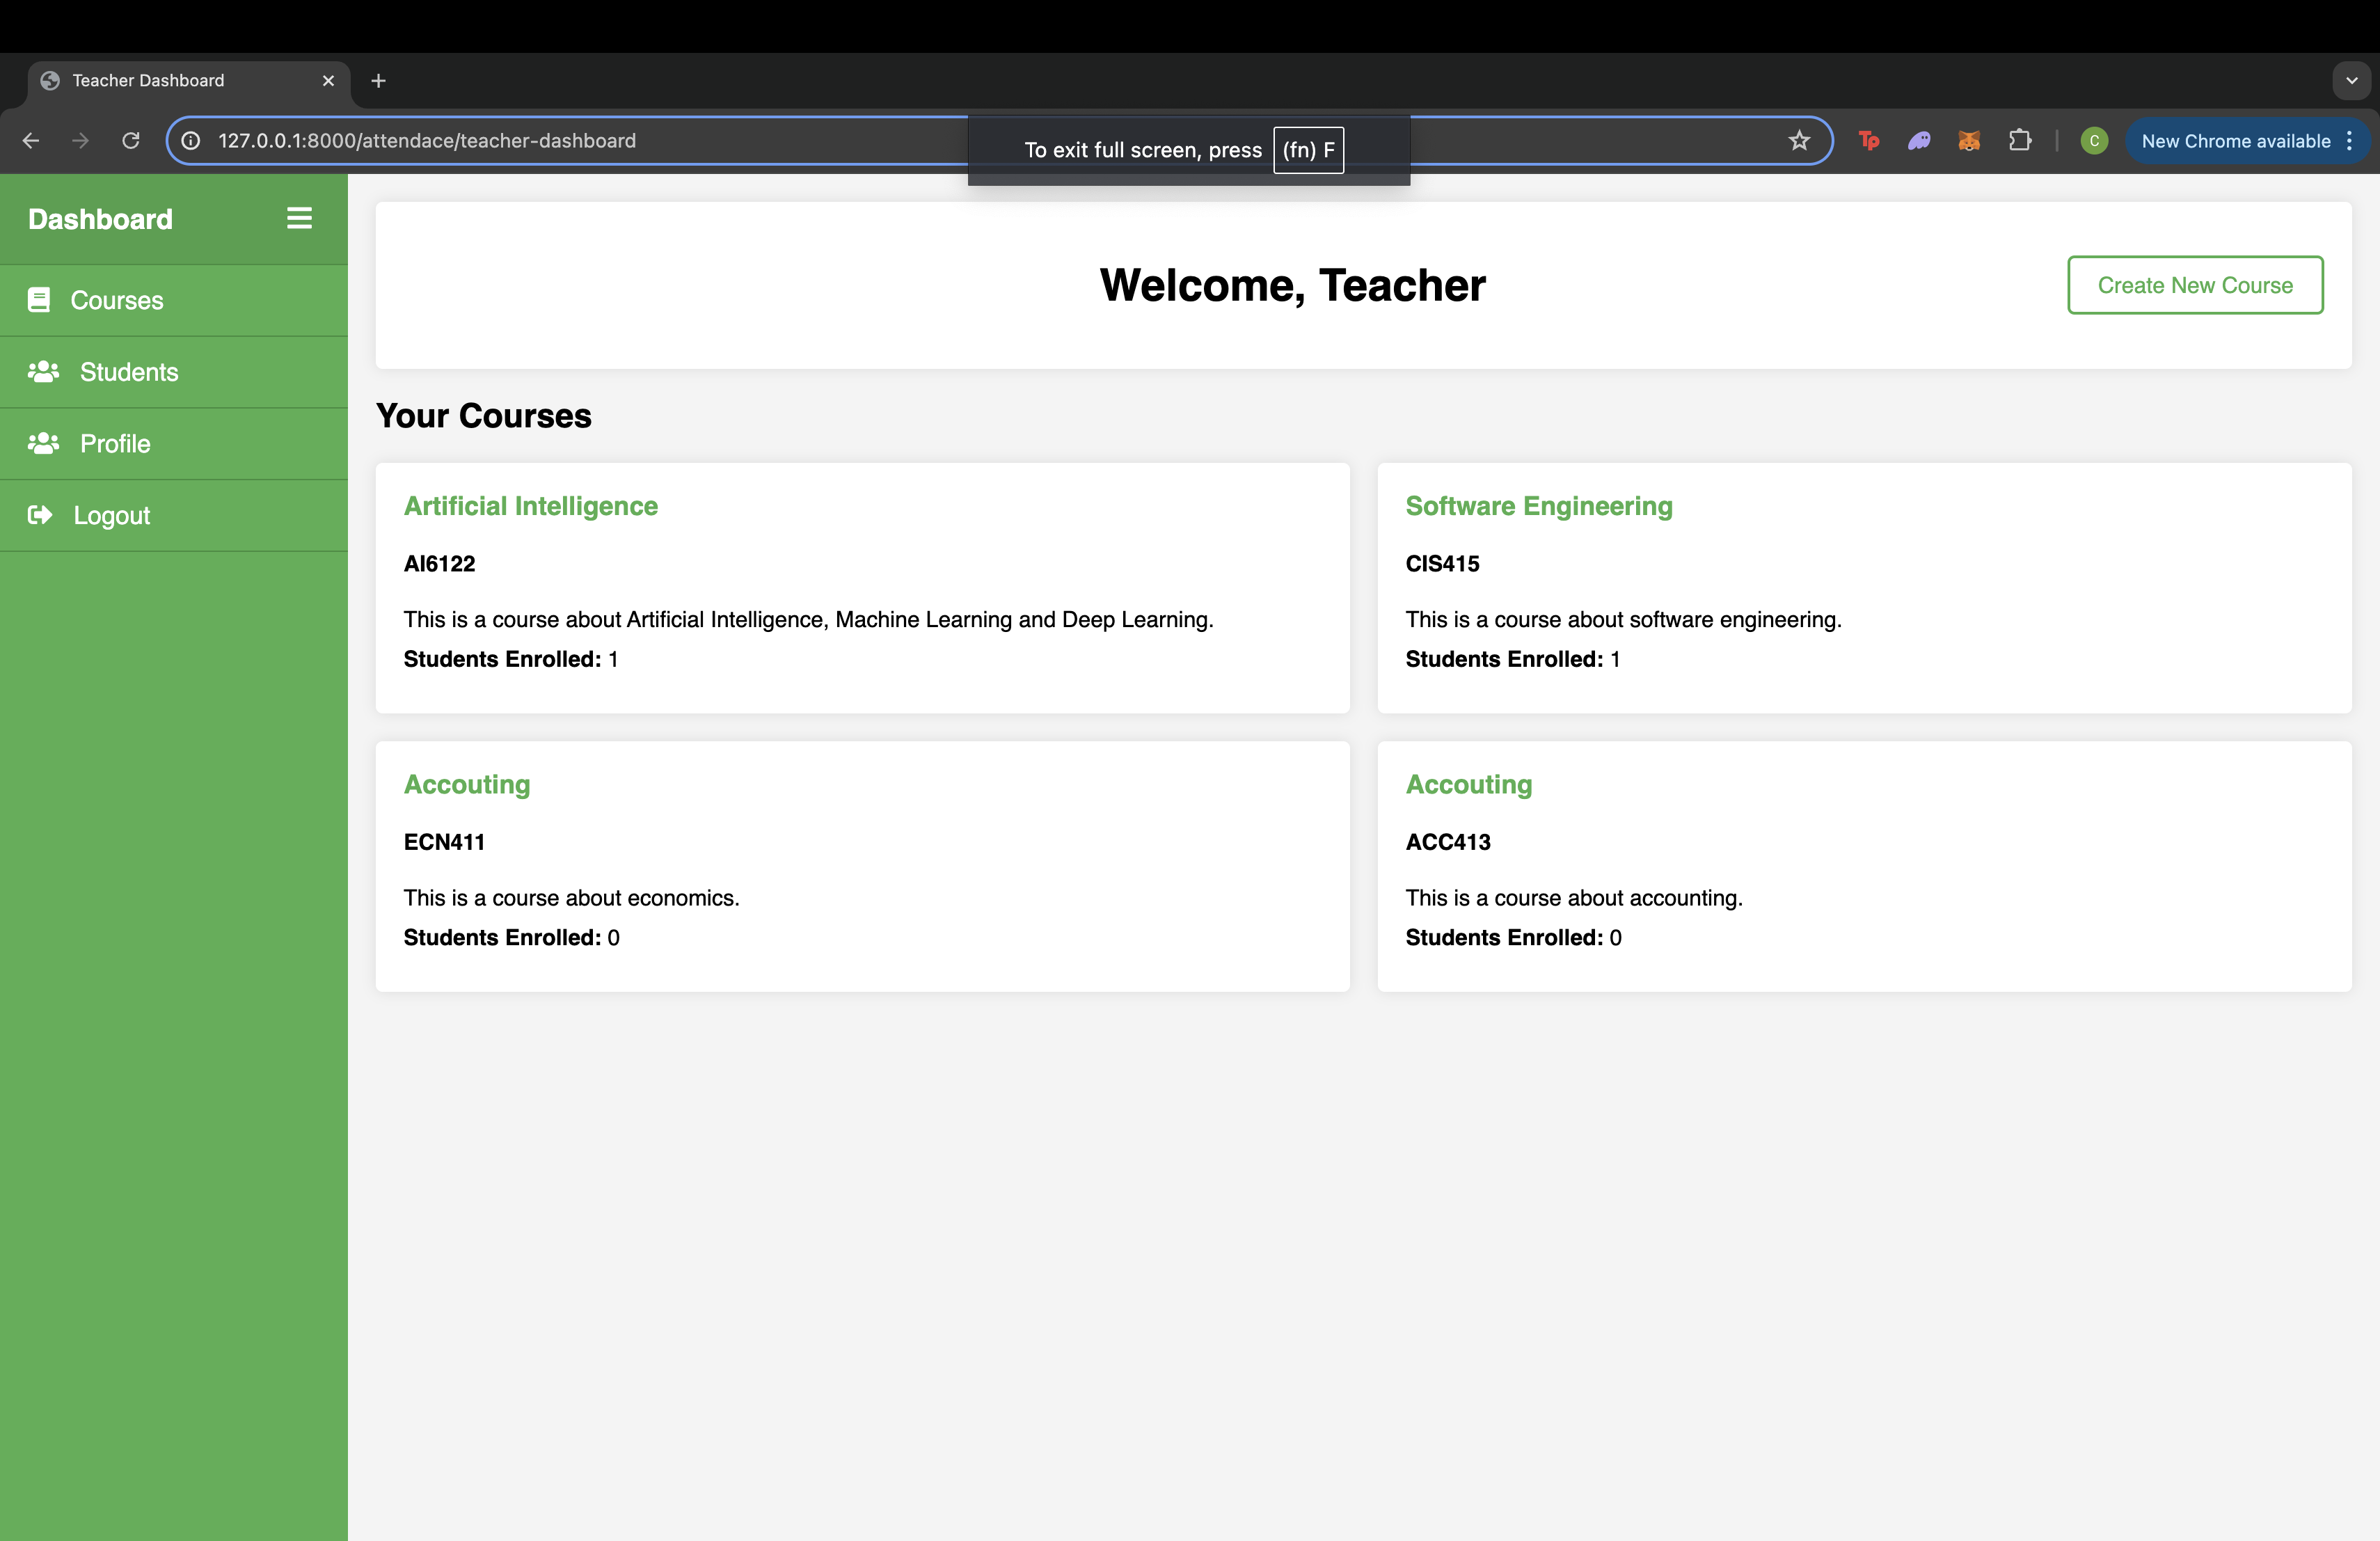 Teacher Dashboard
127.0.0.1:8000/attendace/teacher-dashboard
To exit full screen, press (fn) F
Tp
C
New Chrome available
Dashboard
Courses
Students
Profile
Logout
Welcome, Teacher
Create New Course
Your Courses
Artificial Intelligence
AI6122
This is a course about Artificial Intelligence, Machine Learning and Deep Learning.
Students Enrolled: 1
Software Engineering
CIS415
This is a course about software engineering.
Students Enrolled: 1
Accouting
ECN411
This is a course about economics.
Students Enrolled: 0
Accouting
ACC413
This is a course about accounting.
Students Enrolled: 0